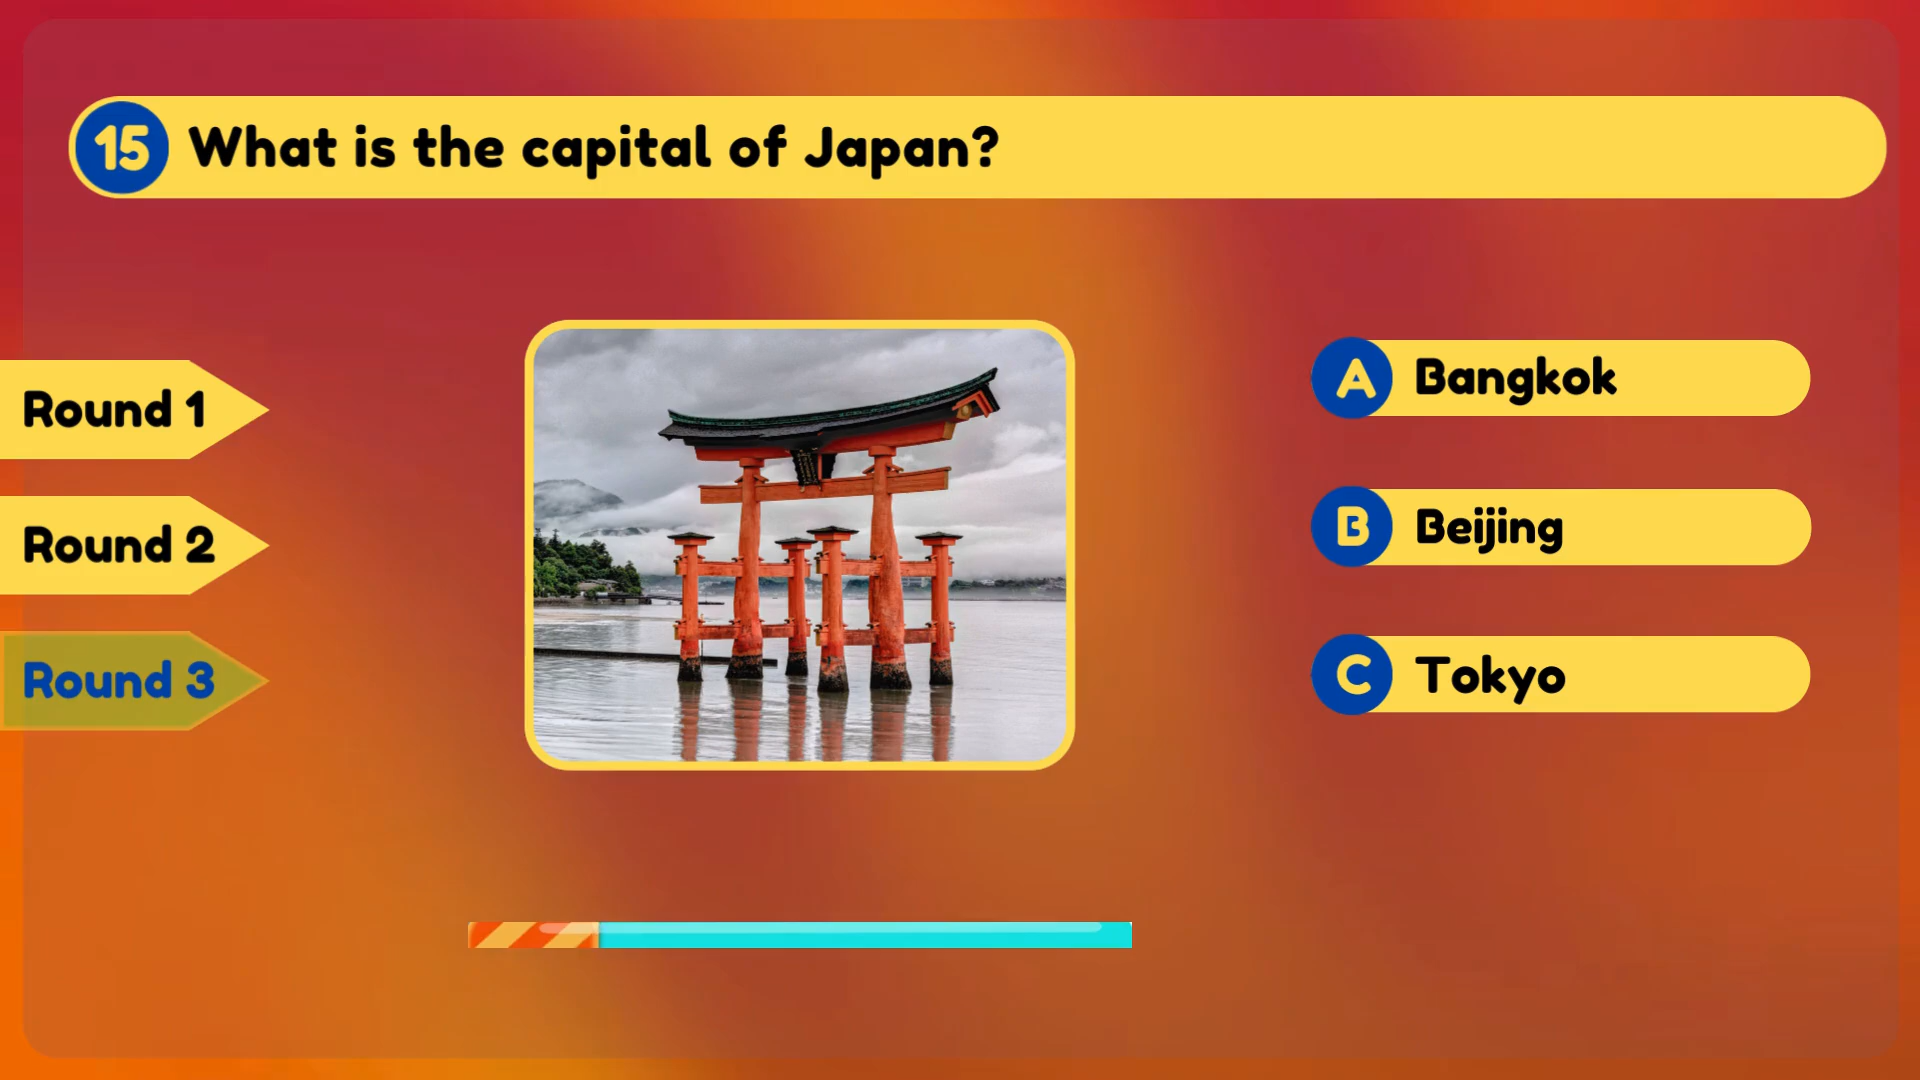 15 What is the capital of Japan?
Round 1
Round 2
Round 3
A Bangkok
B Beijing
C Tokyo